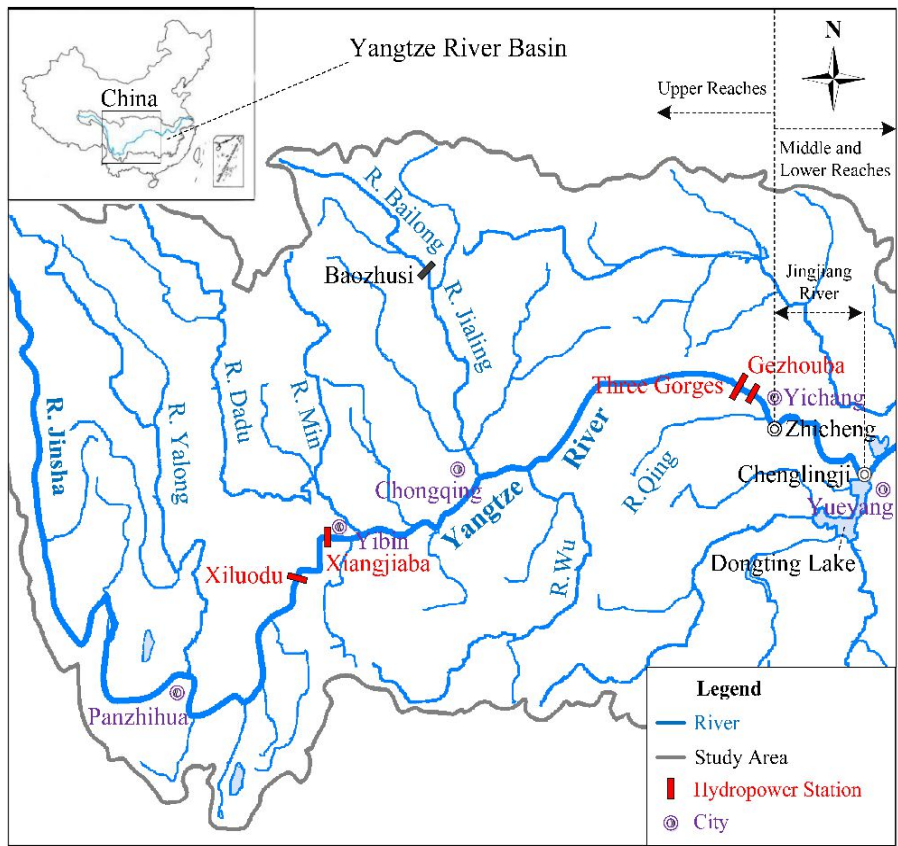 Yangtze River Basin
China
N
Upper Reaches
Middle and
Lower Reaches
R. Bailong
Baozhusi
R. Jialing
Jingjiang
River
Gezhouba
Three Gorges
Yichang
Zhicheng
R. Jinsha
R. Yalong
R. Dadu
R. Min
Chongqing
Yangtze
River
R.Qing
Chenglingji
Yueyang
Yibin
Xiangjiaba
Xiluodu
R.Wu
Dongting Lake
Panzhihua
Legend
River
Study Area
Hydropower Station
City